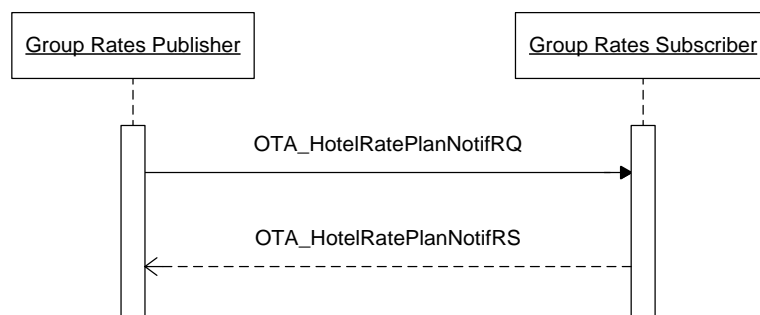 Group Rates Publisher
Group Rates Subscriber
OTA_HotelRatePlanNotifRQ
OTA_HotelRatePlanNotifRS